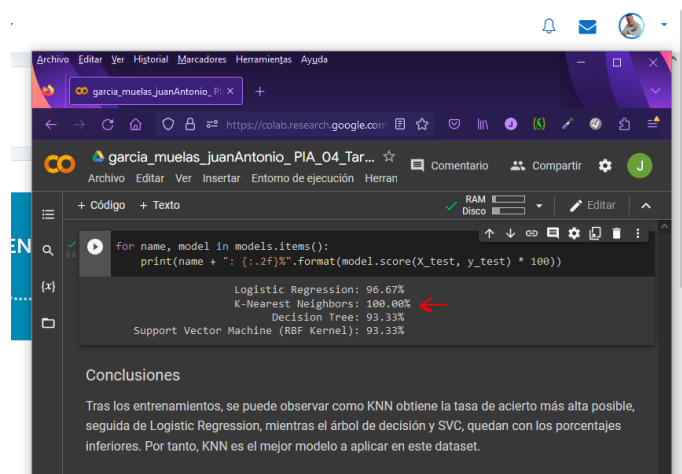 Archivo Editar Ver Historial Marcadores Herramientas Ayuda
garcia_muelas_juanAntonio_ PI
https://colab.research.google.com
garcia_muelas_juanAntonio_ PIA_04_Tar...
Comentario Compartir J
Archivo Editar Ver Insertar Entorno de ejecución Herran
+ Código + Texto
RAM
Disco
Editar
EN
0s
for name, model in models.items():
print(name + ": {:.2f}%".format(model.score(X_test, y_test) * 100))
{x}
Logistic Regression: 96.67%
K-Nearest Neighbors: 100.00%
Decision Tree: 93.33%
Support Vector Machine (RBF Kernel): 93.33%
Conclusiones
Tras los entrenamientos, se puede observar como KNN obtiene la tasa de acierto más alta posible,
seguida de Logistic Regression, mientras el árbol de decisión y SVC, quedan con los porcentajes
inferiores. Por tanto, KNN es el mejor modelo a aplicar en este dataset.